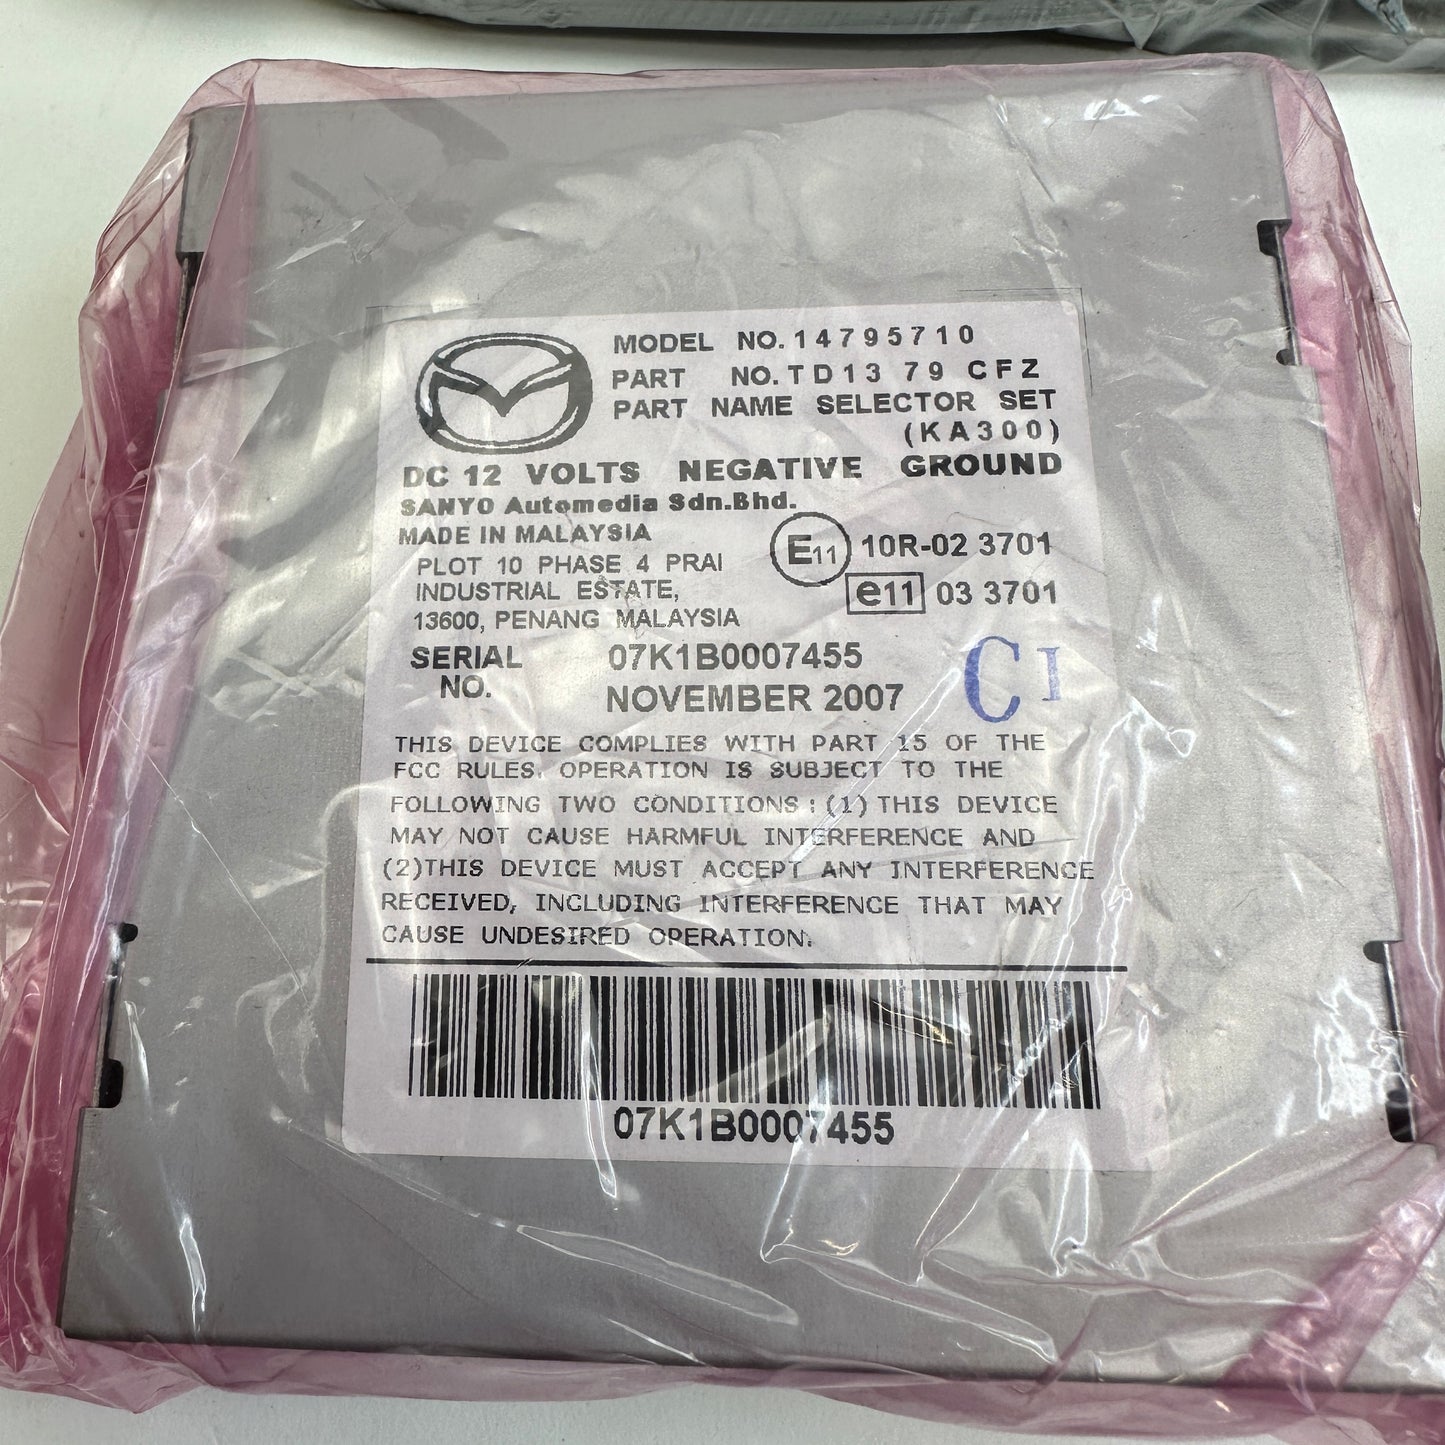 MODEL NO.14795710
PART NO.TD13 79 CFZ
PART NAME SELECTOR SET
(KA300)
DC 12 VOLTS NEGATIVE GROUND
SANYO Automedia Sdn.Bhd.
MADE IN MALAYSIA
E11 10R-02 3701
PLOT 10 PHASE 4 PRAI
INDUSTRIAL ESTATE,
e11 03 3701
13600, PENANG MALAYSIA
SERIAL NO. 07K1B0007455
NOVEMBER 2007
C1
THIS DEVICE COMPLIES WITH PART 15 OF THE
FCC RULES. OPERATION IS SUBJECT TO THE
FOLLOWING TWO CONDITIONS : (1) THIS DEVICE
MAY NOT CAUSE HARMFUL INTERFERENCE AND
(2)THIS DEVICE MUST ACCEPT ANY INTERFERENCE
RECEIVED, INCLUDING INTERFERENCE THAT MAY
CAUSE UNDESIRED OPERATION.
07K1B0007455